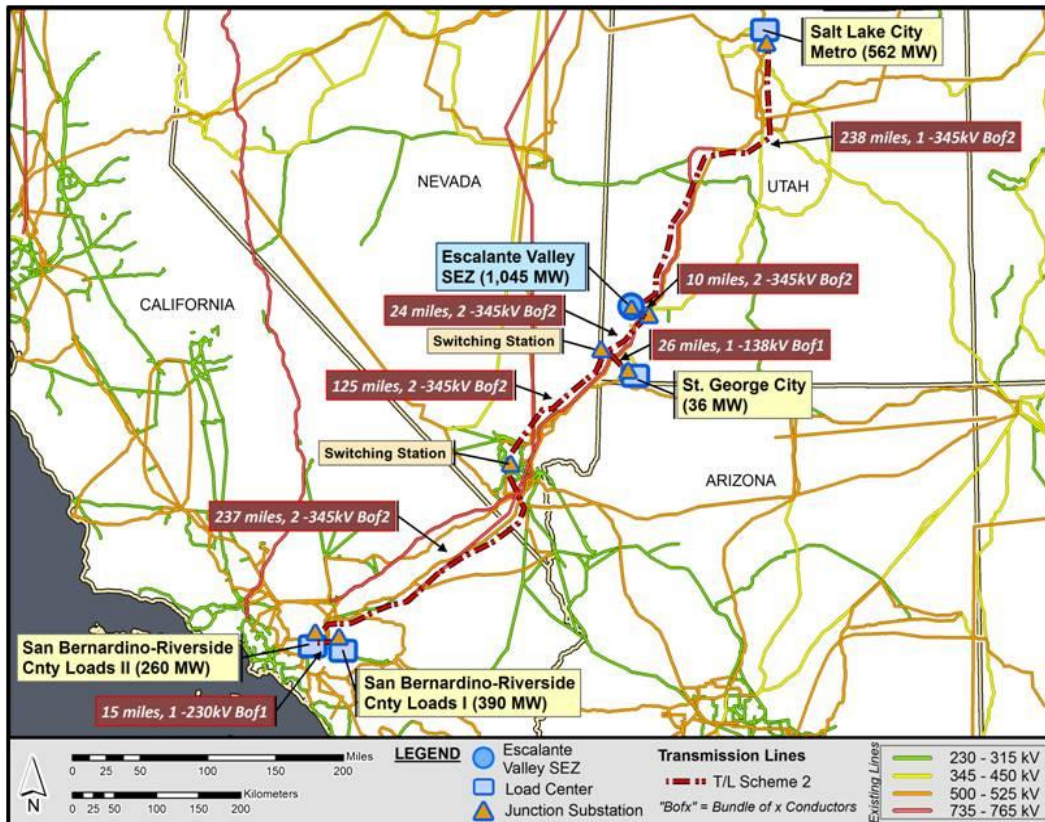 Salt Lake City
Metro (562 MW)
238 miles, 1 -345kV Bof2
NEVADA
UTAH
Escalante Valley
SEZ (1,045 MW)
10 miles, 2 -345kV Bof2
CALIFORNIA
24 miles, 2 -345kV Bof2
Switching Station
26 miles, 1 -138kV Bof1
125 miles, 2 -345kV Bof2
St. George City
(36 MW)
Switching Station
ARIZONA
237 miles, 2 -345kV Bof2
San Bernardino-Riverside
Cnty Loads II (260 MW)
San Bernardino-Riverside
Cnty Loads I (390 MW)
15 miles, 1 -230kV Bof1
N
Miles
0 25 50 100 150 200
Kilometers
0 25 50 100 150 200
LEGEND
Escalante
Valley SEZ
Load Center
Junction Substation
Transmission Lines
T/L Scheme 2
"Bofx" = Bundle of x Conductors
Existing Lines
230 - 315 kV
345 - 450 kV
500 - 525 kV
735 - 765 kV